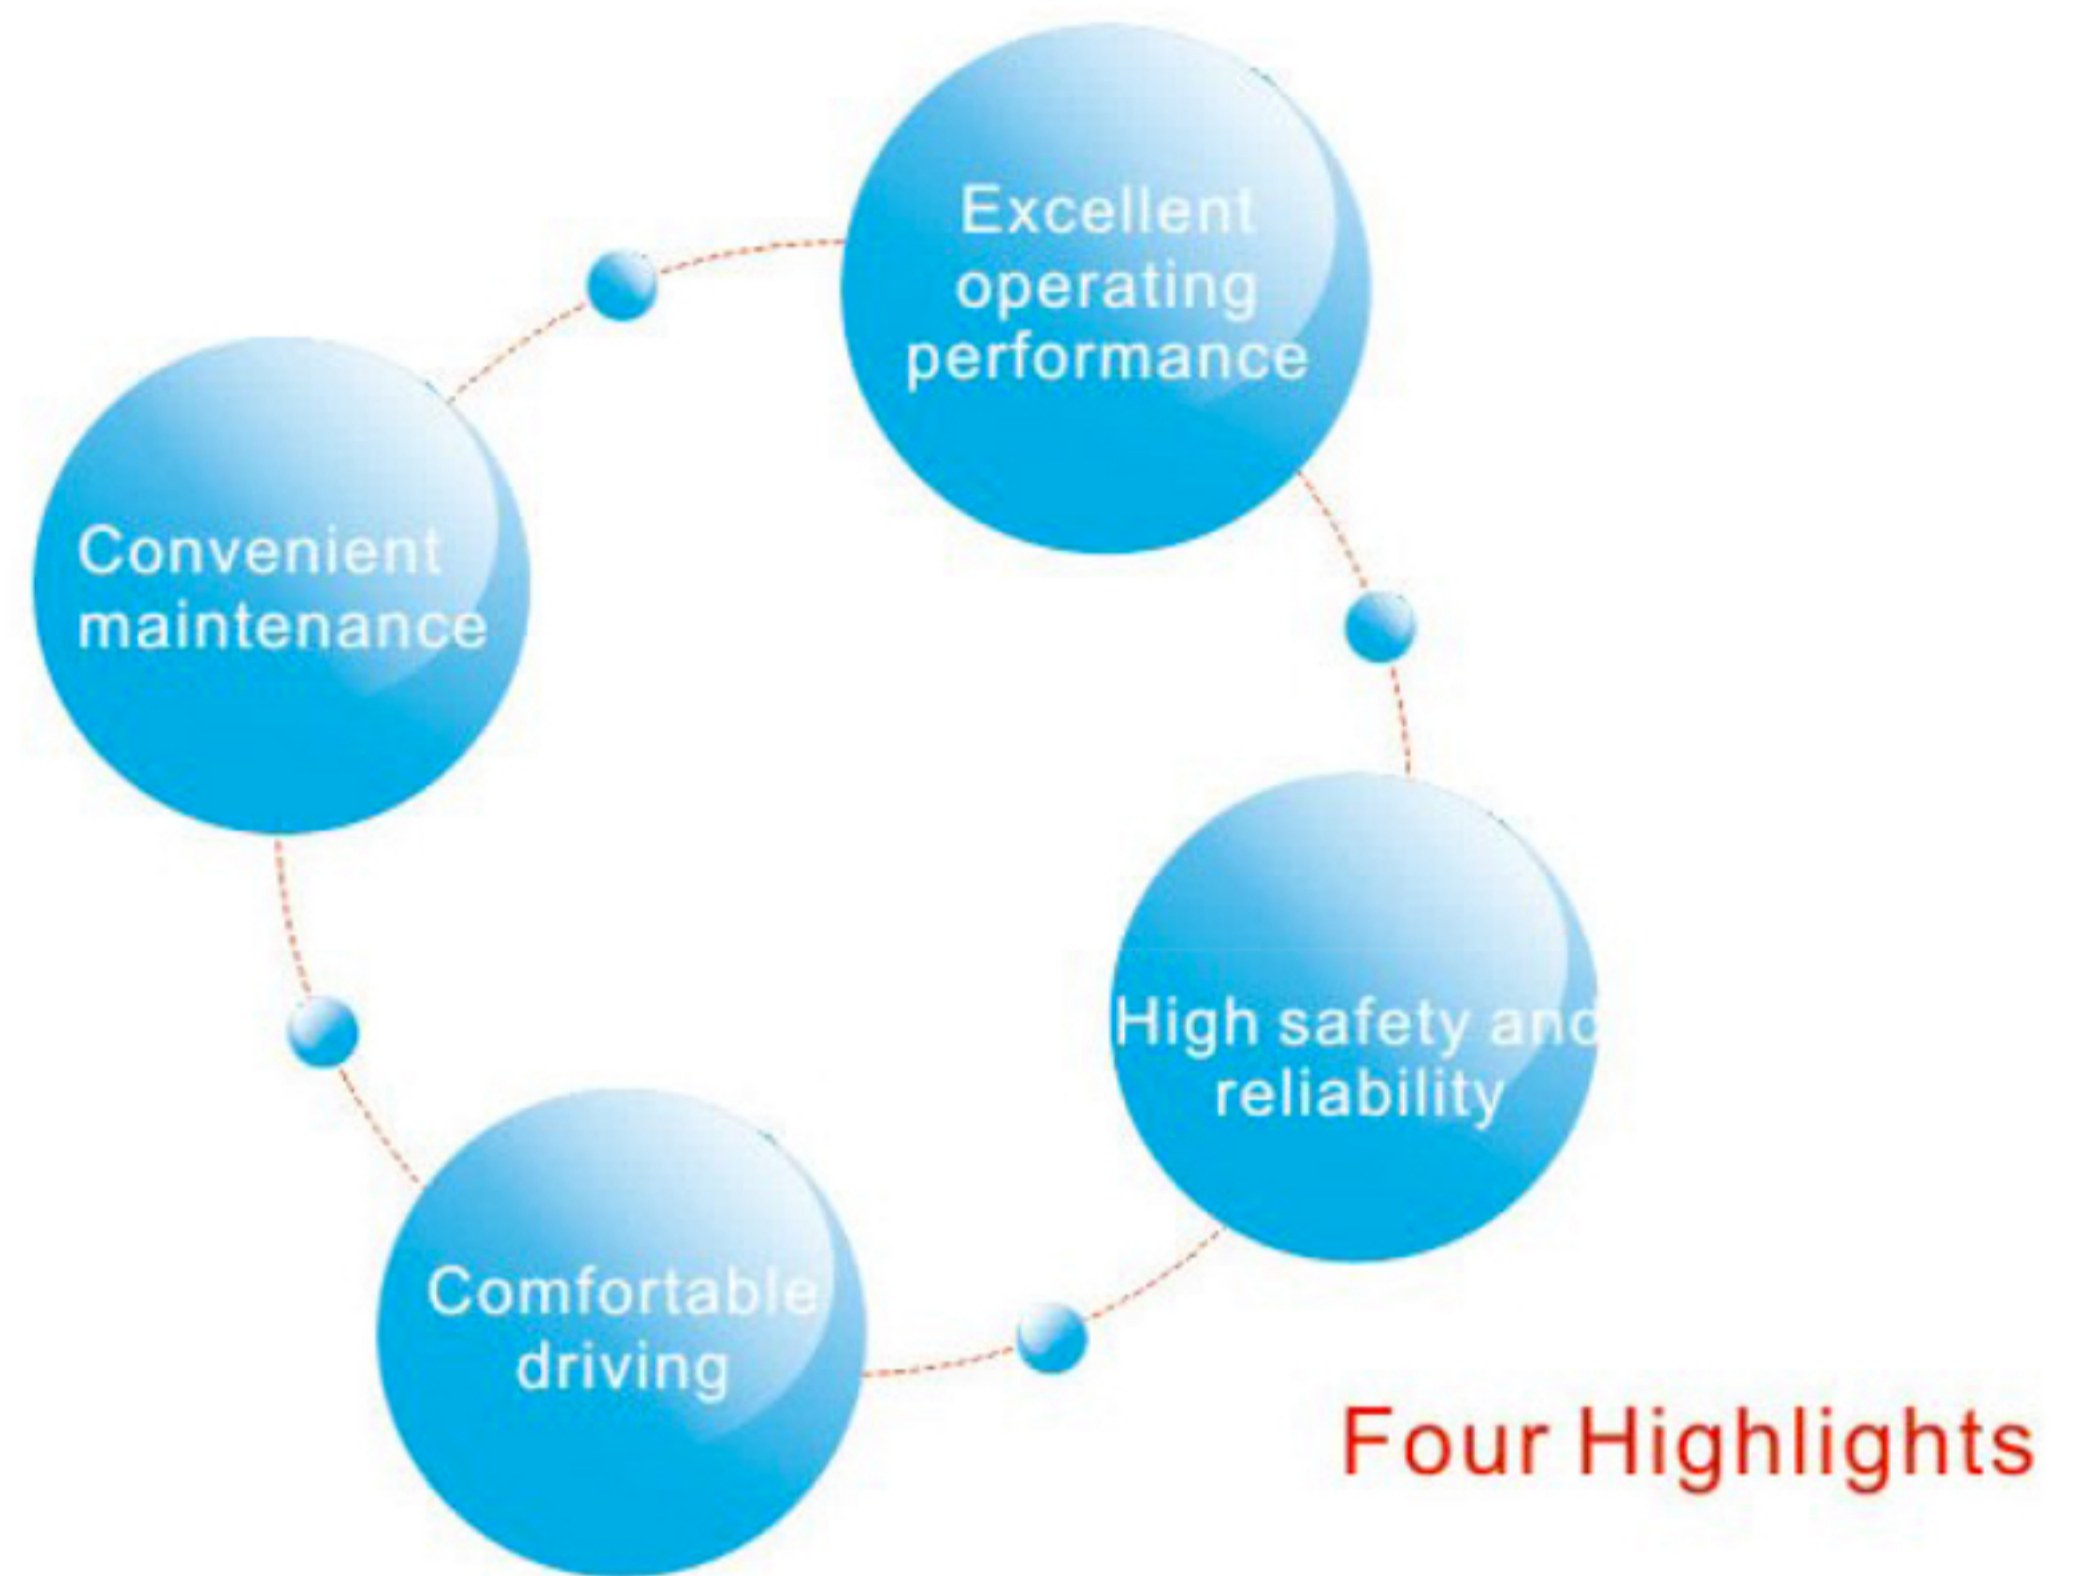 Excellent
operating
performance
Convenient
maintenance
High safety and
reliability
Comfortable
driving
Four Highlights